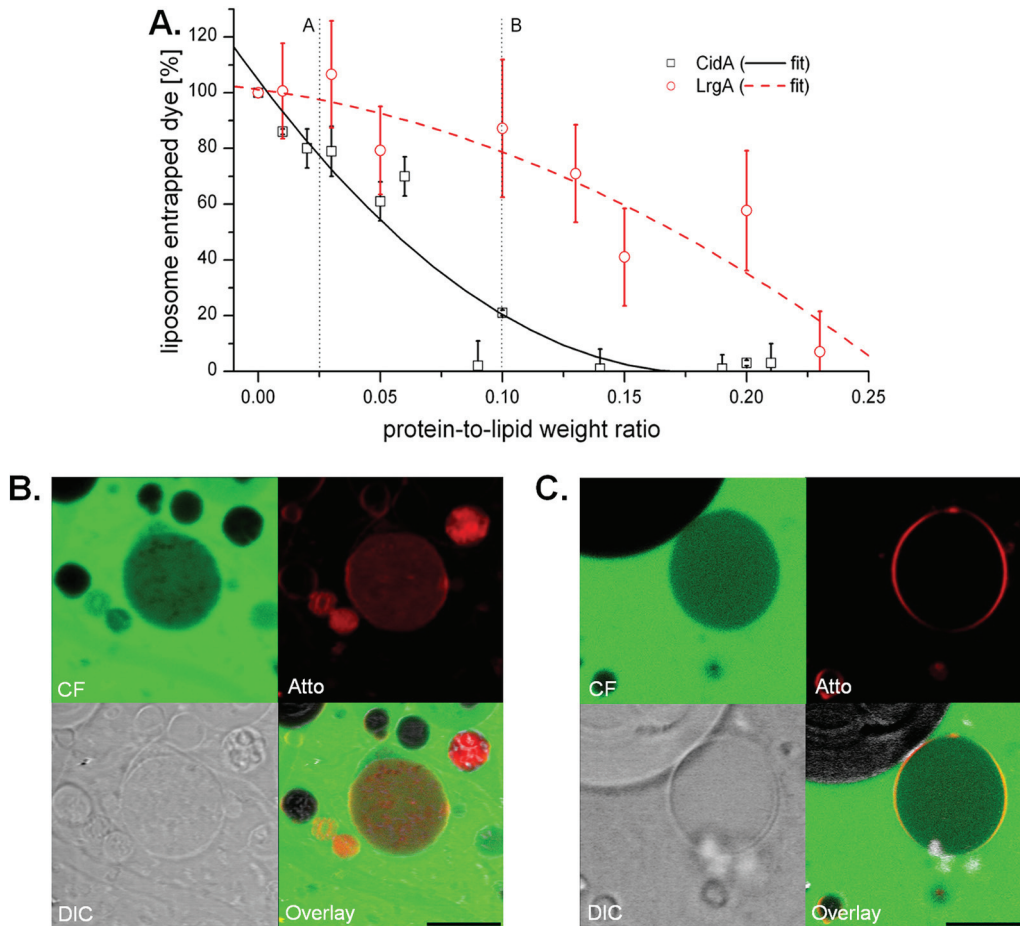 A.
A
B
CidA (—— fit)
LrgA (--- fit)
liposome entrapped dye [%]
120
100
80
60
40
20
0
0.00 0.05 0.10 0.15 0.20 0.25
protein-to-lipid weight ratio
B.
CF
Atto
DIC
Overlay
C.
CF
Atto
DIC
Overlay